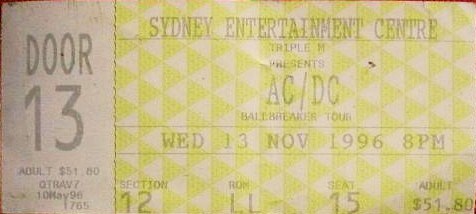 DOOR
13
ADULT $51.80
QTRAV7
10May96
1765
SYDNEY ENTERTAINMENT CENTRE
TRIPLE M
PRESENTS
AC/DC
BALLBREAKER TOUR
WED 13 NOV 1996 8PM
SECTION ROW SEAT ADULT
12 LL 15 $51.80